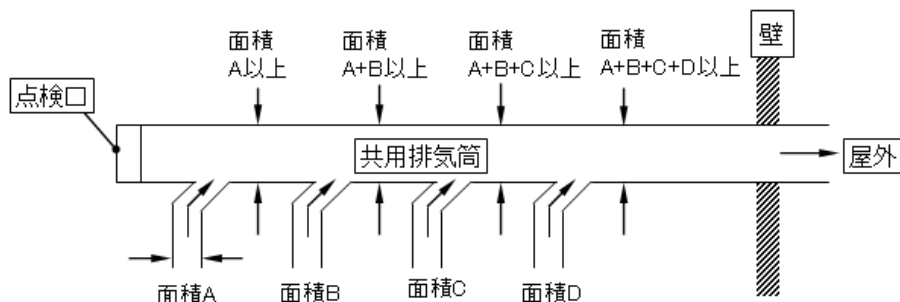 面積
A以上
面積
A+B以上
面積
A+B+C以上
面積
A+B+C+D以上
壁
点検口
共用排気筒
屋外
面積A
面積B
面積C
面積D